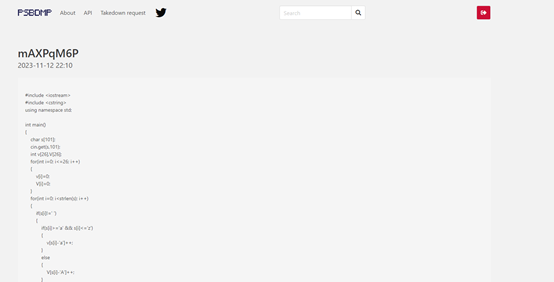 PSBDMP About API Takedown request Search
mAXPqM6P
2023-11-12 22:10
#include <iostream>
#include <cstring>
using namespace std;
int main()
{
char s[101];
cin.get(s,101);
int v[26],V[26];
for(int i=0; i<=26; i++)
{
v[i]=0;
V[i]=0;
}
for(int i=0; i<strlen(s); i++)
{
if(s[i]!=' ')
{
if(s[i]>='a' && s[i]<='z')
{
v[s[i]-'a']++;
}
else
{
V[s[i]-'A']++;
}